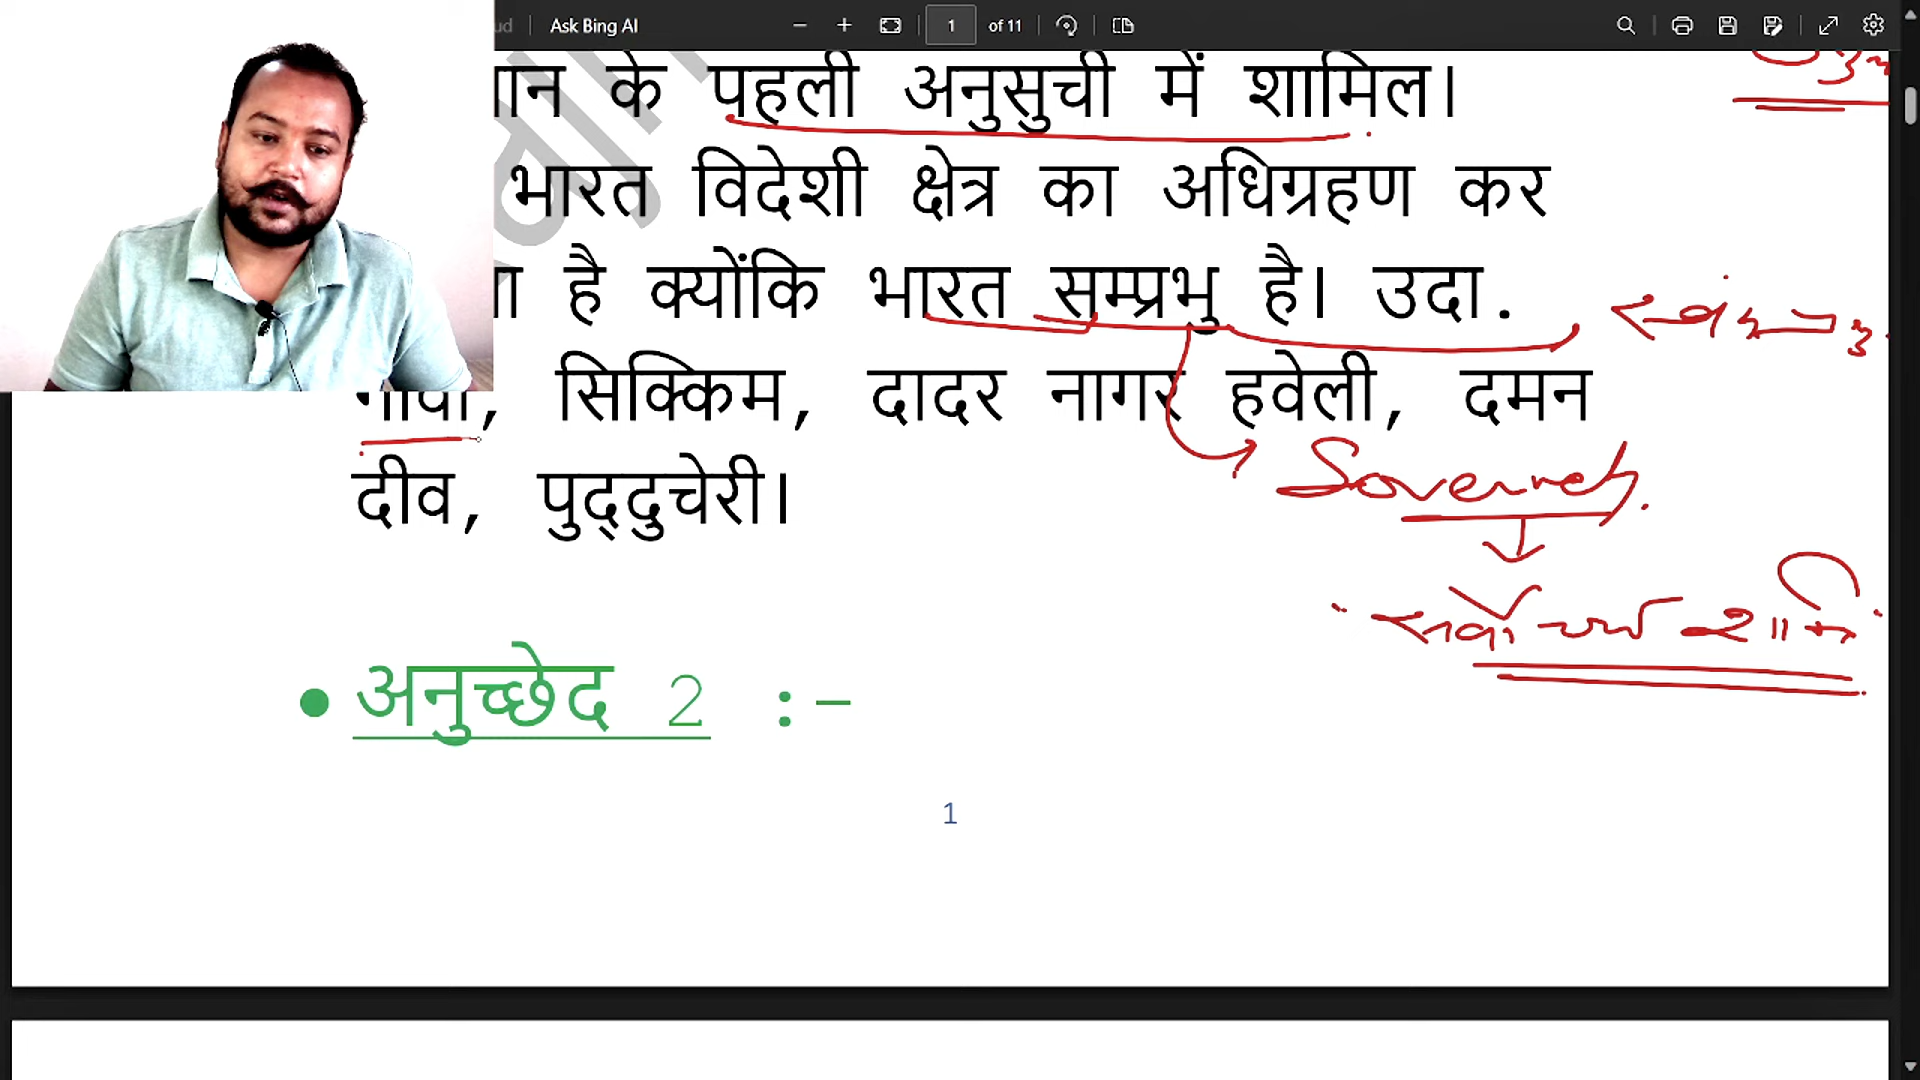 Ask Bing AI
1 of 11
के पहली अनुसुची में शामिल।
भारत विदेशी क्षेत्र का अधिग्रहण कर
है क्योंकि भारत सम्प्रभु है। उदा.
गोवा, सिक्किम, दादर नागर हवेली, दमन
दीव, पुद्दुचेरी।
• अनुच्छेद 2 :-
1